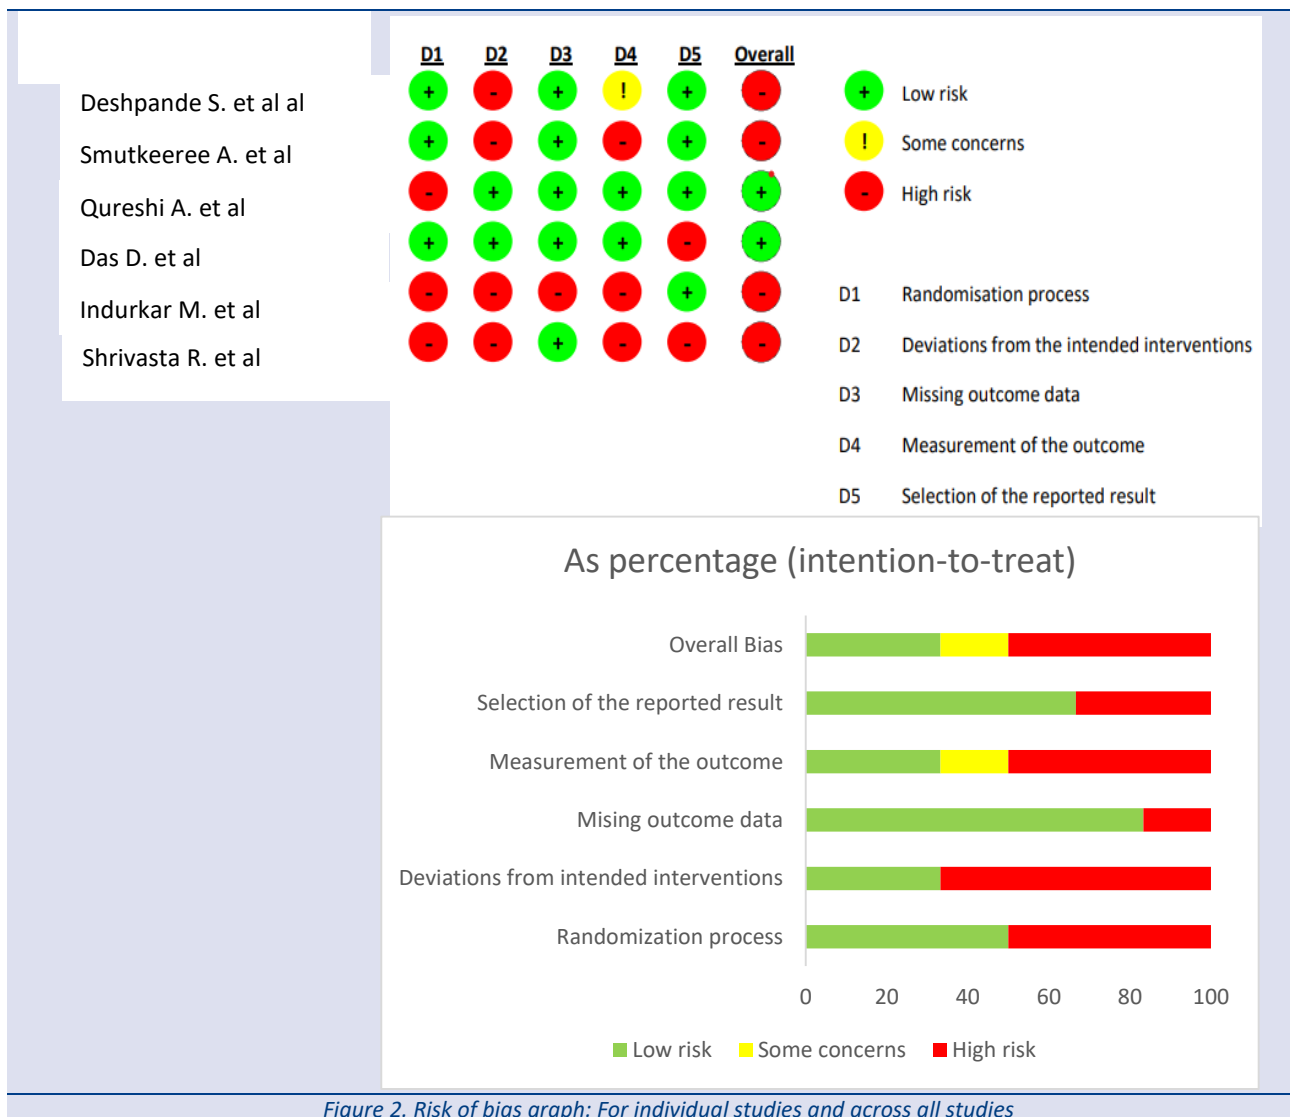 D1 D2 D3 D4 D5 Overall
Deshpande S. et al al + - + ! + -
Smutkeeree A. et al + - + - + -
Qureshi A. et al - + + + + +
Das D. et al + + + + - +
Indurkar M. et al - - - - + -
Shrivasta R. et al - - + - - -
+ Low risk
! Some concerns
- High risk
D1 Randomisation process
D2 Deviations from the intended interventions
D3 Missing outcome data
D4 Measurement of the outcome
D5 Selection of the reported result
As percentage (intention-to-treat)
Overall Bias
Selection of the reported result
Measurement of the outcome
Mising outcome data
Deviations from intended interventions
Randomization process
0 20 40 60 80 100
Low risk Some concerns High risk
Figure 2. Risk of bias graph: For individual studies and across all studies